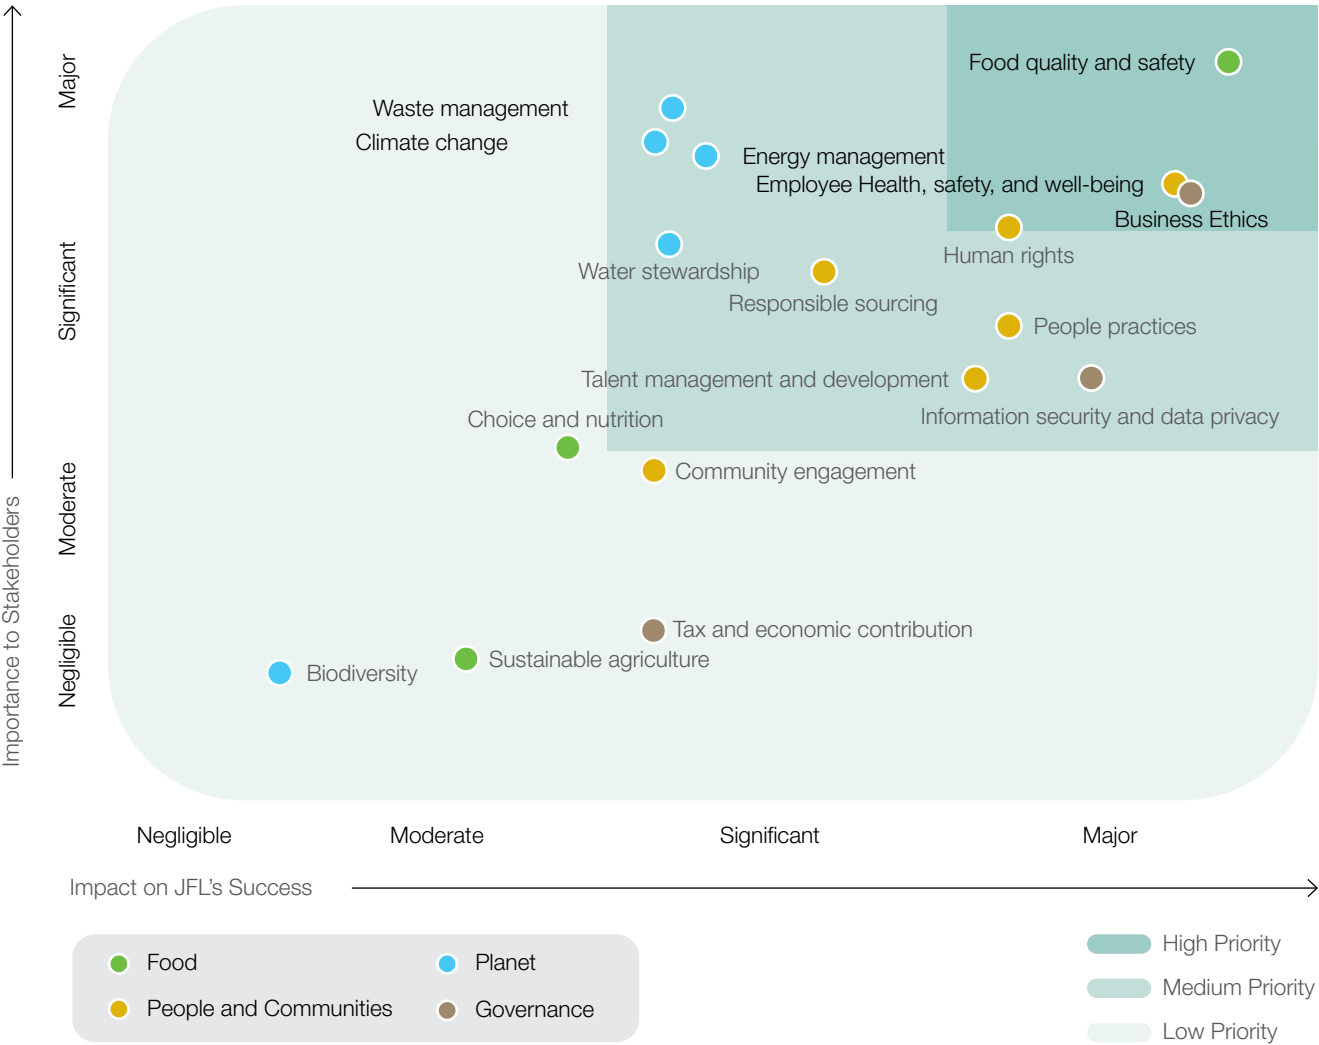 Importance to Stakeholders
Major
Significant
Moderate
Negligible
Food quality and safety
Waste management
Climate change
Energy management
Employee Health, safety, and well-being
Business Ethics
Human rights
Water stewardship
Responsible sourcing
People practices
Talent management and development
Information security and data privacy
Choice and nutrition
Community engagement
Tax and economic contribution
Sustainable agriculture
Biodiversity
Negligible
Moderate
Significant
Major
Impact on JFL’s Success
Food
Planet
People and Communities
Governance
High Priority
Medium Priority
Low Priority